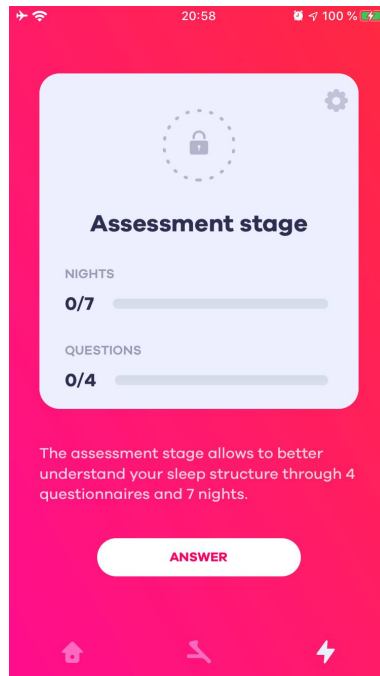 20:58
100 %
Assessment stage
NIGHTS
0/7
QUESTIONS
0/4
The assessment stage allows to better
understand your sleep structure through 4
questionnaires and 7 nights.
ANSWER